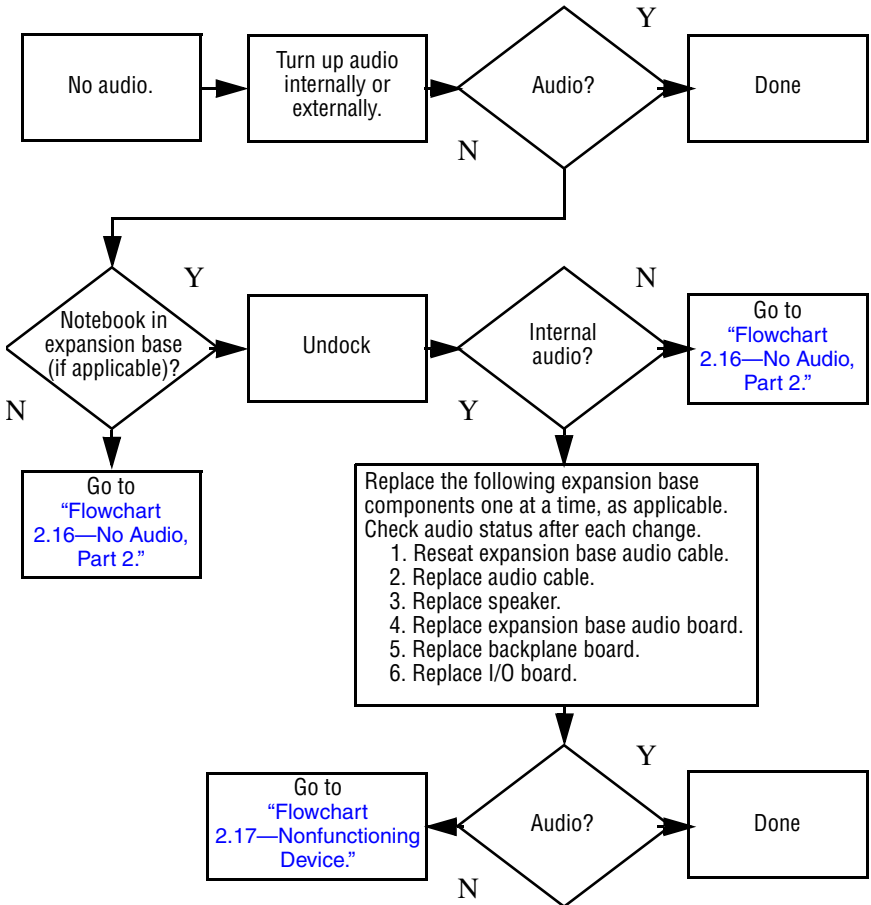 No audio.
Turn up audio
internally or
externally.
Audio?
Y
N
Done
Notebook in
expansion base
(if applicable)?
Y
N
Undock
Internal
audio?
N
Y
Go to
“Flowchart
2.16—No Audio,
Part 2.”
Go to
“Flowchart
2.16—No Audio,
Part 2.”
Replace the following expansion base
components one at a time, as applicable.
Check audio status after each change.
1. Reseat expansion base audio cable.
2. Replace audio cable.
3. Replace speaker.
4. Replace expansion base audio board.
5. Replace backplane board.
6. Replace I/O board.
Go to
“Flowchart
2.17—Nonfunctioning
Device.”
Audio?
Y
N
Done